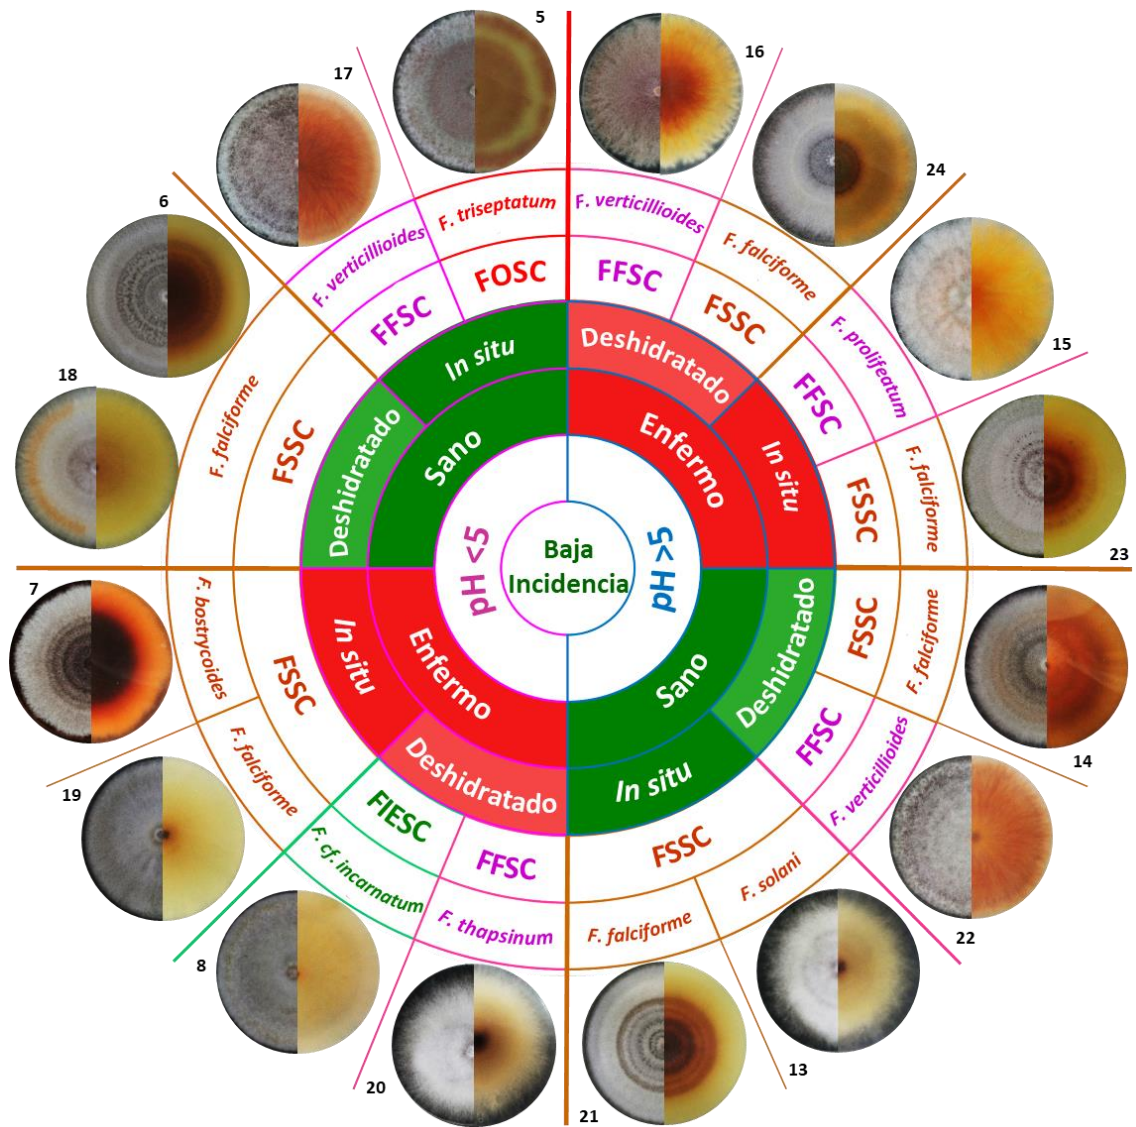 Baja
Incidencia
pH <5
pH >5
Sano
Enfermo
Sano
Enfermo
In situ
Deshidratado
In situ
Deshidratado
In situ
Deshidratado
In situ
Deshidratado
FOSC
F. triseptatum
5
FFSC
F. verticillioides
16
FSSC
F. falciforme
24
FFSC
F. prolifeatum
15
FSSC
F. falciforme
23
FSSC
F. falciforme
14
FFSC
F. verticillioides
22
FSSC
F. solani
13
F. falciforme
21
FFSC
F. thapsinum
20
FIESC
F. cf. incarnatum
8
FSSC
F. falciforme
19
F. bostrycoides
7
FSSC
F. falciforme
18
6
FFSC
F. verticillioides
17